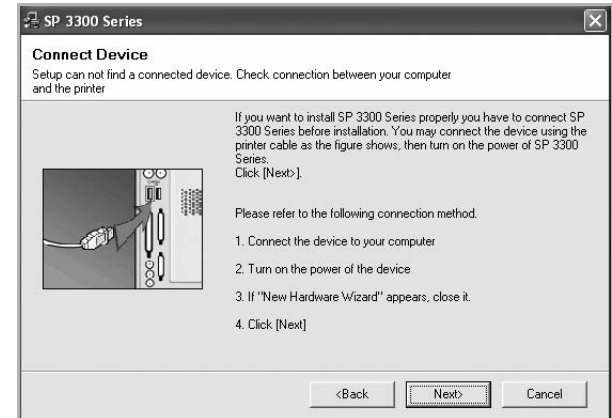 SP 3300 Series
Connect Device
Setup can not find a connected device. Check connection between your computer
and the printer
If you want to install SP 3300 Series properly you have to connect SP
3300 Series before installation. You may connect the device using the
printer cable as the figure shows, then turn on the power of SP 3300
Series.
Click [Next>].
Please refer to the following connection method.
1. Connect the device to your computer
2. Turn on the power of the device
3. If "New Hardware Wizard" appears, close it.
4. Click [Next]
<Back
Next>
Cancel